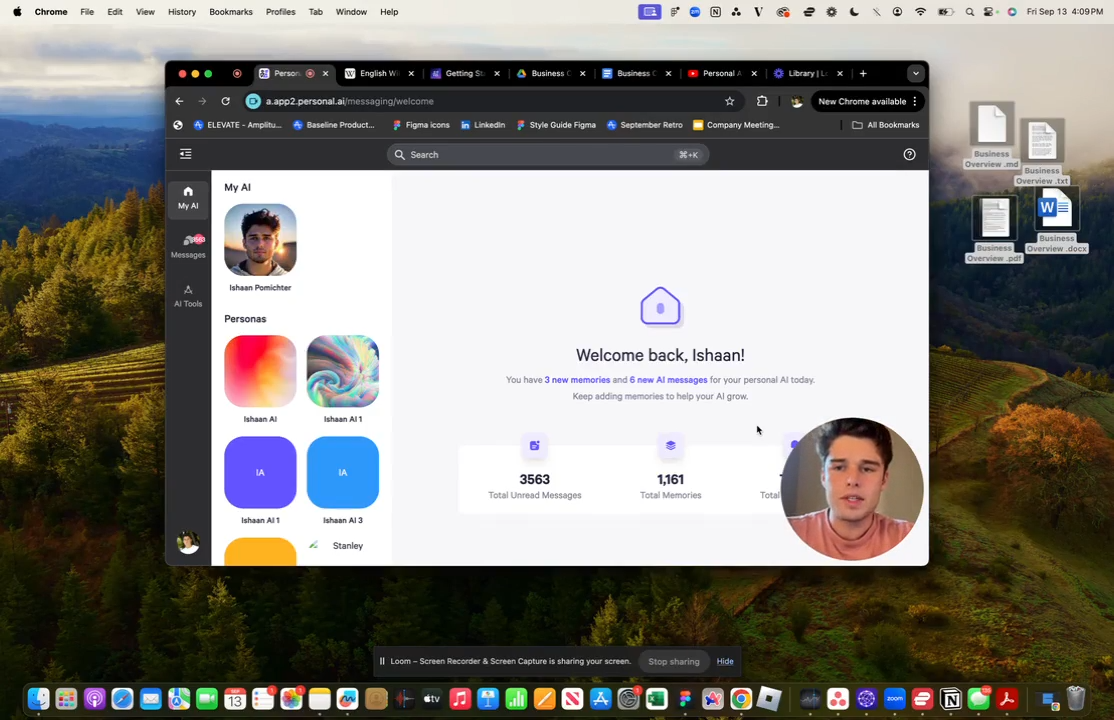 Chrome File Edit View History Bookmarks Profiles Tab Window Help
Fri Sep 13 4:09PM
Person
English Wi
Getting St
Business C
Business C
Personal A
Library | L
a.app2.personal.ai/messaging/welcome
New Chrome available
ELEVATE - Amplitu...
Baseline Product...
Figma icons
LinkedIn
Style Guide Figma
September Retro
Company Meeting...
All Bookmarks
Search
⌘+K
My AI
Messages
AI Tools
My AI
Ishaan Pomichter
Personas
Ishaan AI
Ishaan AI 1
IA
IA
Ishaan AI 1
Ishaan AI 3
Stanley
Welcome back, Ishaan!
You have 3 new memories and 6 new AI messages for your personal AI today.
Keep adding memories to help your AI grow.
3563
Total Unread Messages
1,161
Total Memories
Total
Business
Overview .md
Business
Overview .txt
Business
Overview .pdf
Business
Overview .docx
Loom – Screen Recorder & Screen Capture is sharing your screen.
Stop sharing
Hide